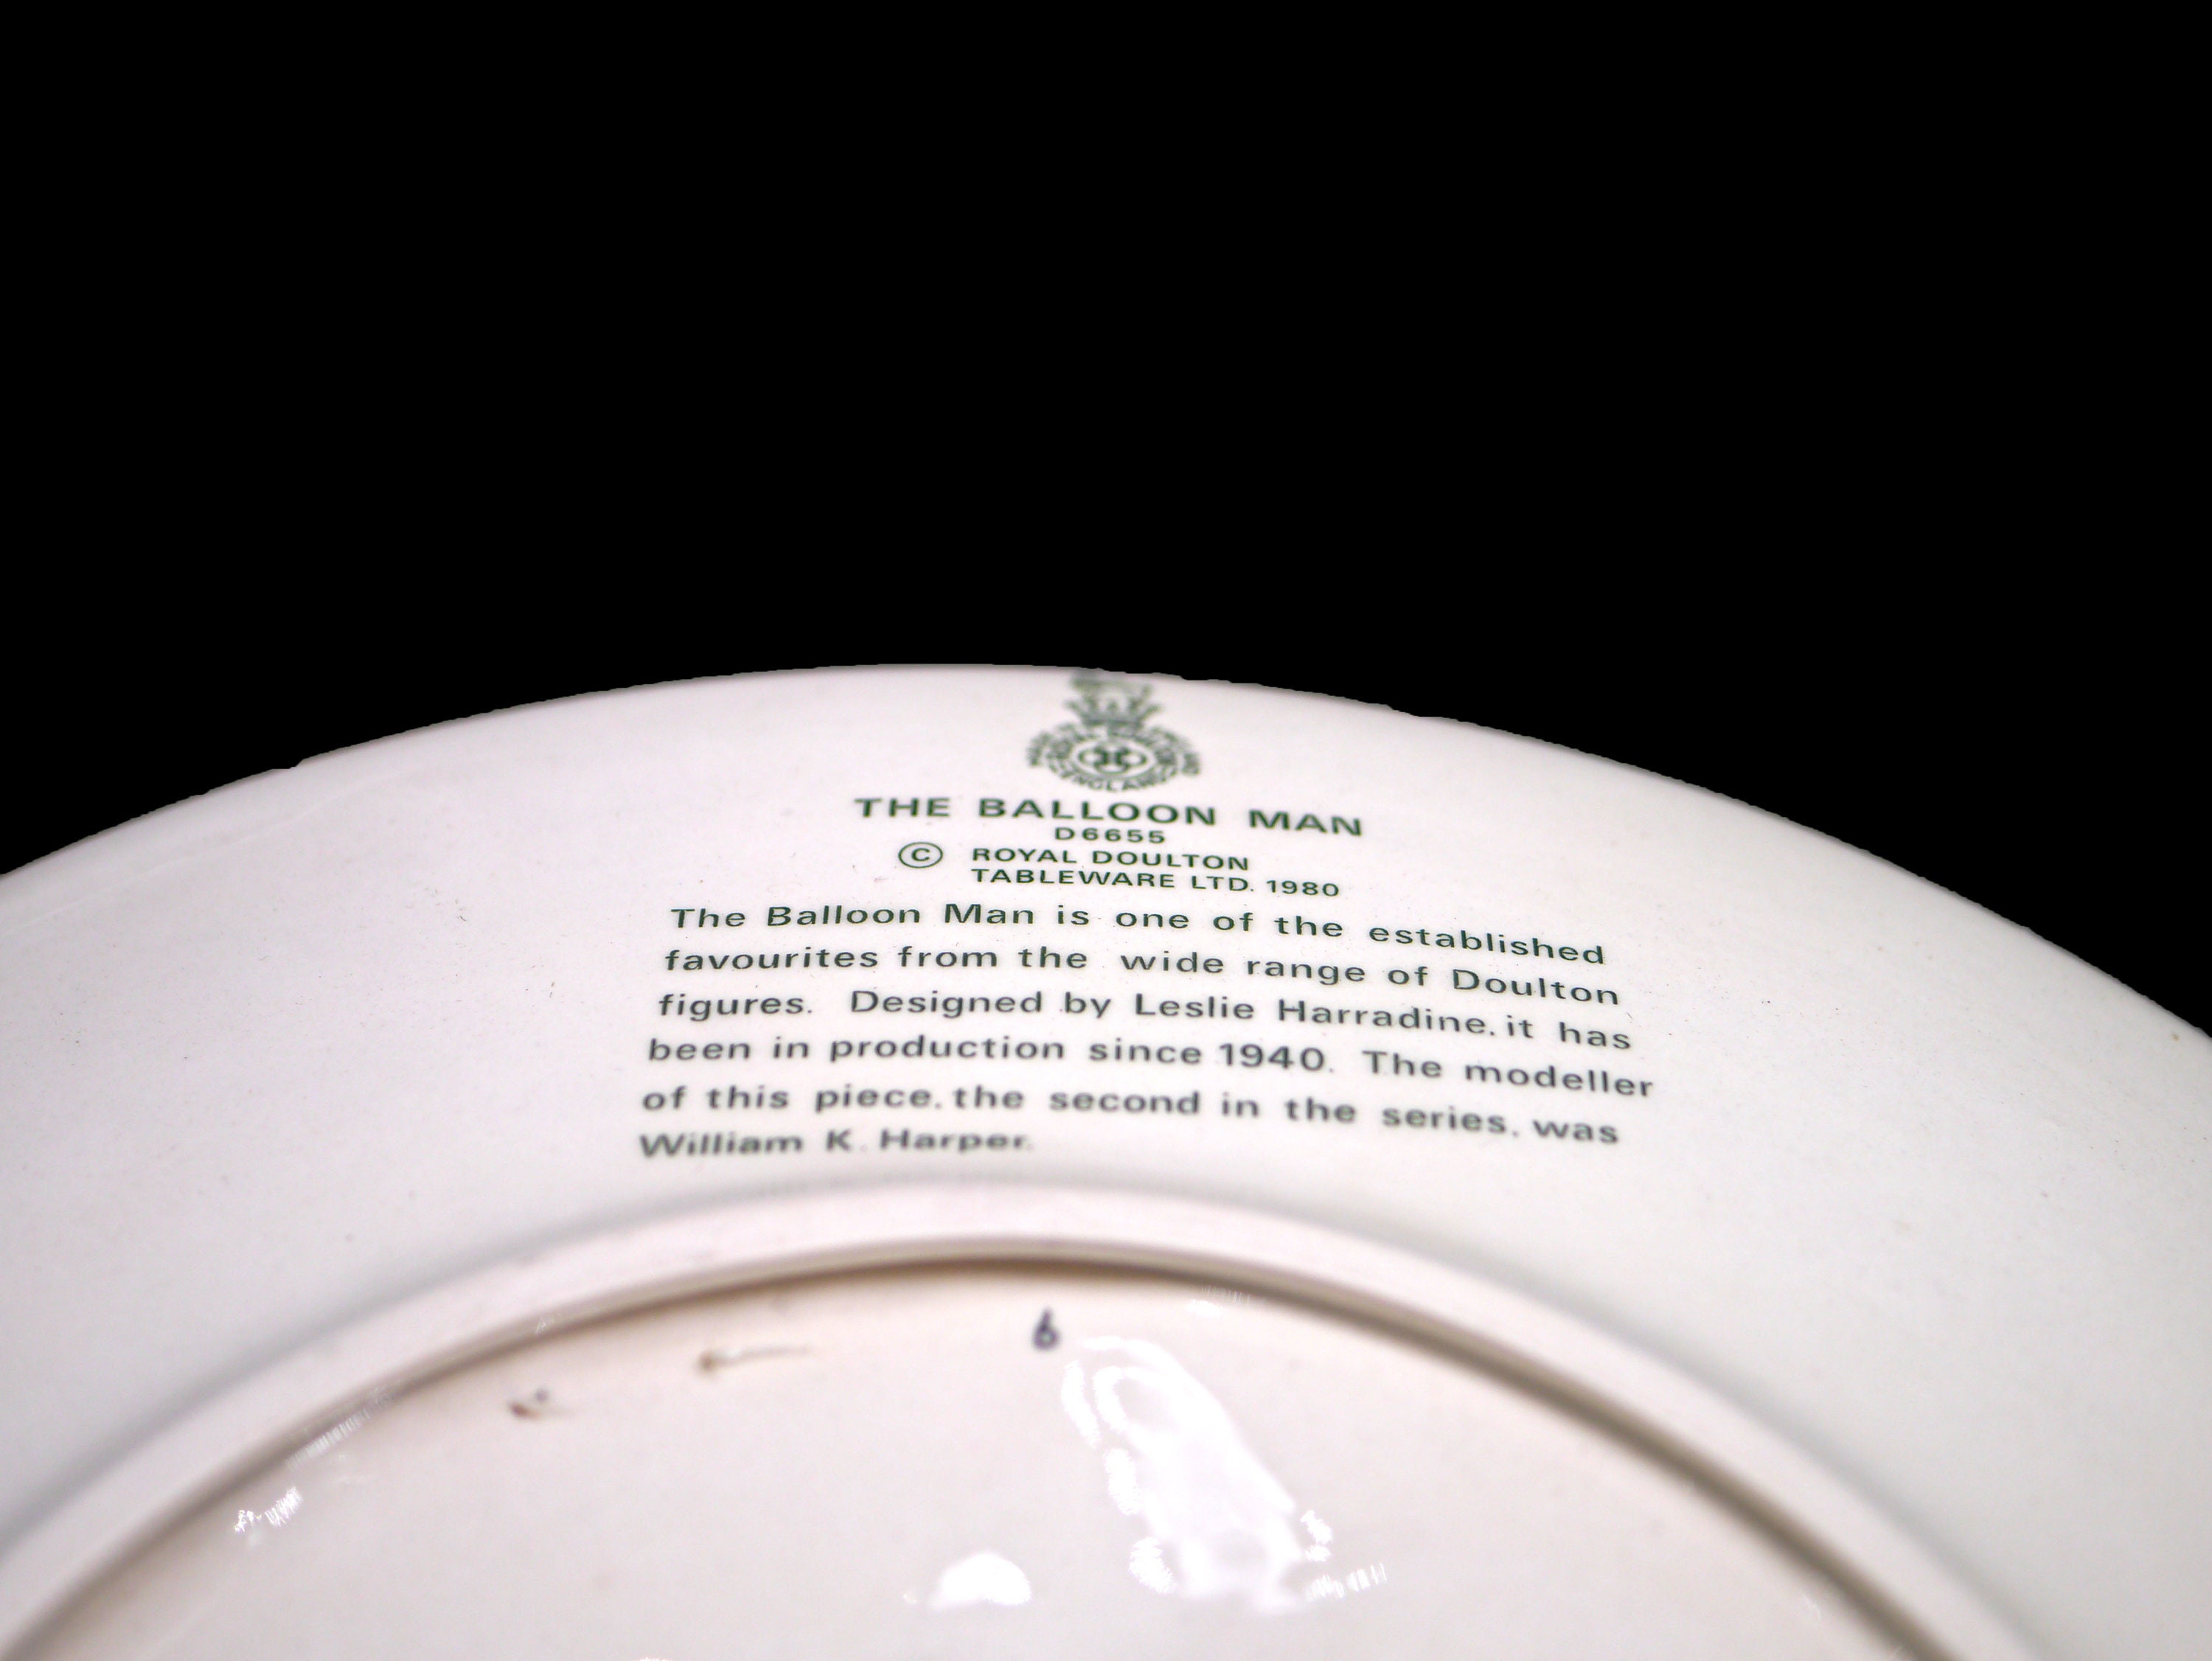 ENGLAND
THE BALLOON MAN
D6655
© ROYAL DOULTON
TABLEWARE LTD. 1980
The Balloon Man is one of the established
favourites from the wide range of Doulton
figures. Designed by Leslie Harradine, it has
been in production since 1940. The modeller
of this piece, the second in the series, was
William K. Harper.
6